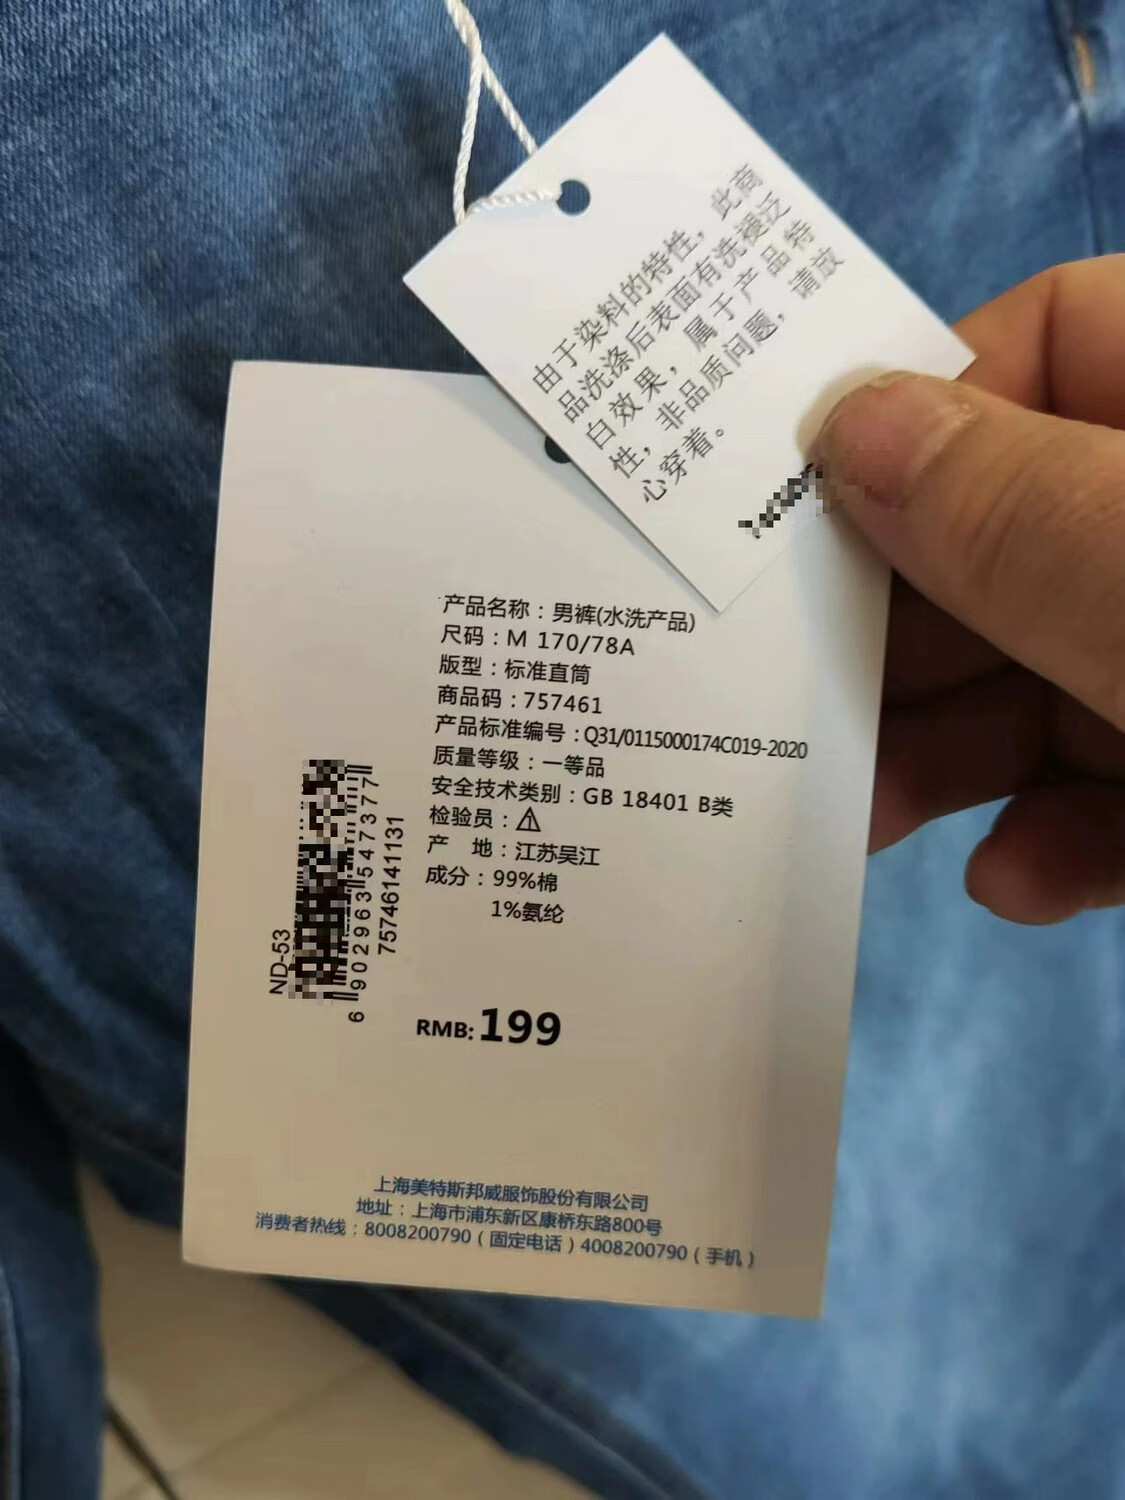 由于染料的特性，此商
品洗涤后表面有洗褪泛
白效果，属于产品特
性，非品质问题，请放
心穿着。
产品名称：男裤(水洗产品)
尺码：M 170/78A
版型：标准直筒
商品码：757461
产品标准编号：Q31/0115000174C019-2020
质量等级：一等品
安全技术类别：GB 18401 B类
检验员：1
产 地：江苏吴江
成分：99%棉
1%氨纶
ND-53
6902963547377
75746141131
RMB:199
上海美特斯邦威服饰股份有限公司
地址：上海市浦东新区康桥东路800号
消费者热线：8008200790（固定电话）4008200790（手机）